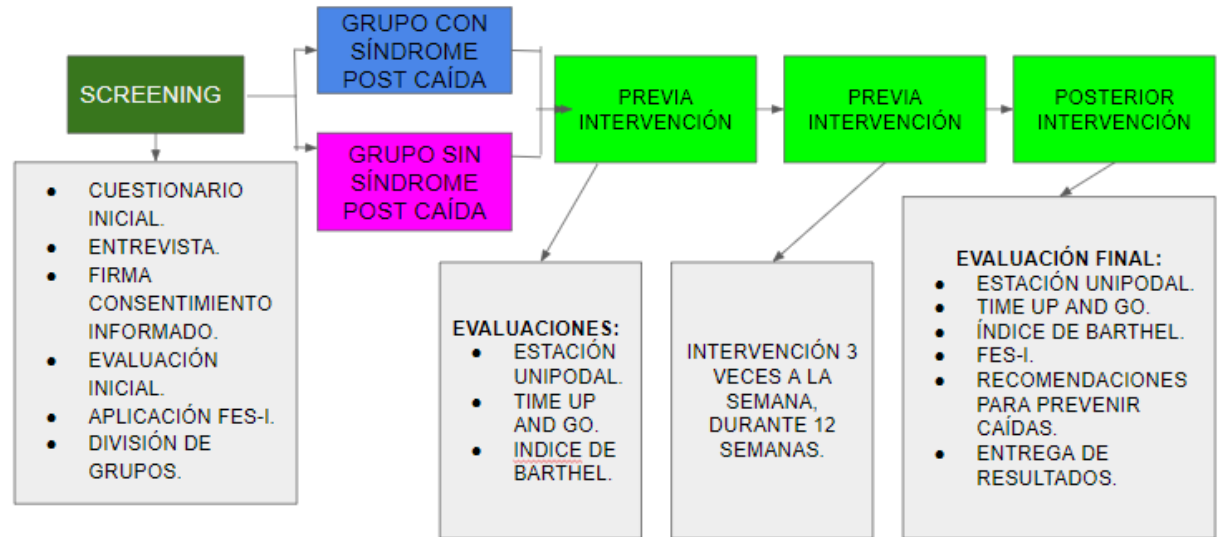 SCREENING
GRUPO CON
SÍNDROME
POST CAÍDA
GRUPO SIN
SÍNDROME
POST CAÍDA
PREVIA
INTERVENCIÓN
PREVIA
INTERVENCIÓN
POSTERIOR
INTERVENCIÓN
● CUESTIONARIO
INICIAL.
● ENTREVISTA.
● FIRMA
CONSENTIMIENTO
INFORMADO.
● EVALUACIÓN
INICIAL.
● APLICACIÓN FES-I.
● DIVISIÓN DE
GRUPOS.
EVALUACIONES:
● ESTACIÓN
UNIPODAL.
● TIME UP
AND GO.
● INDICE DE
BARTHEL.
INTERVENCIÓN 3
VECES A LA
SEMANA,
DURANTE 12
SEMANAS.
EVALUACIÓN FINAL:
● ESTACIÓN UNIPODAL.
● TIME UP AND GO.
● ÍNDICE DE BARTHEL.
● FES-I.
● RECOMENDACIONES
PARA PREVENIR
CAÍDAS.
● ENTREGA DE
RESULTADOS.